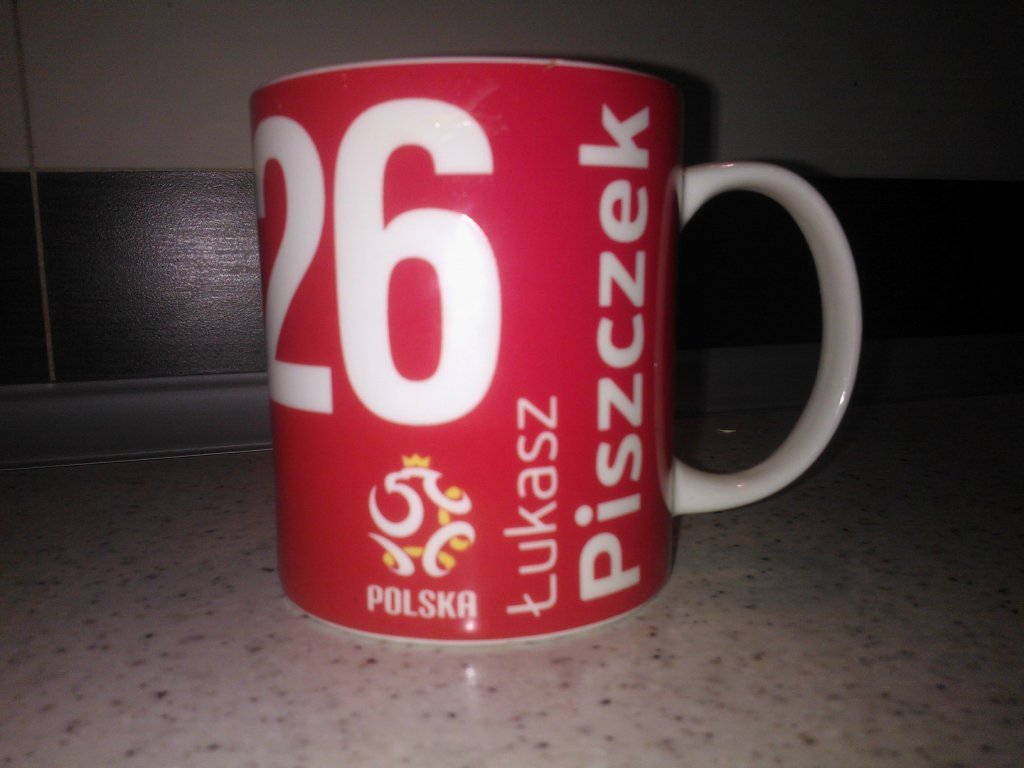 26
POLSKA
Łukasz
Piszczek